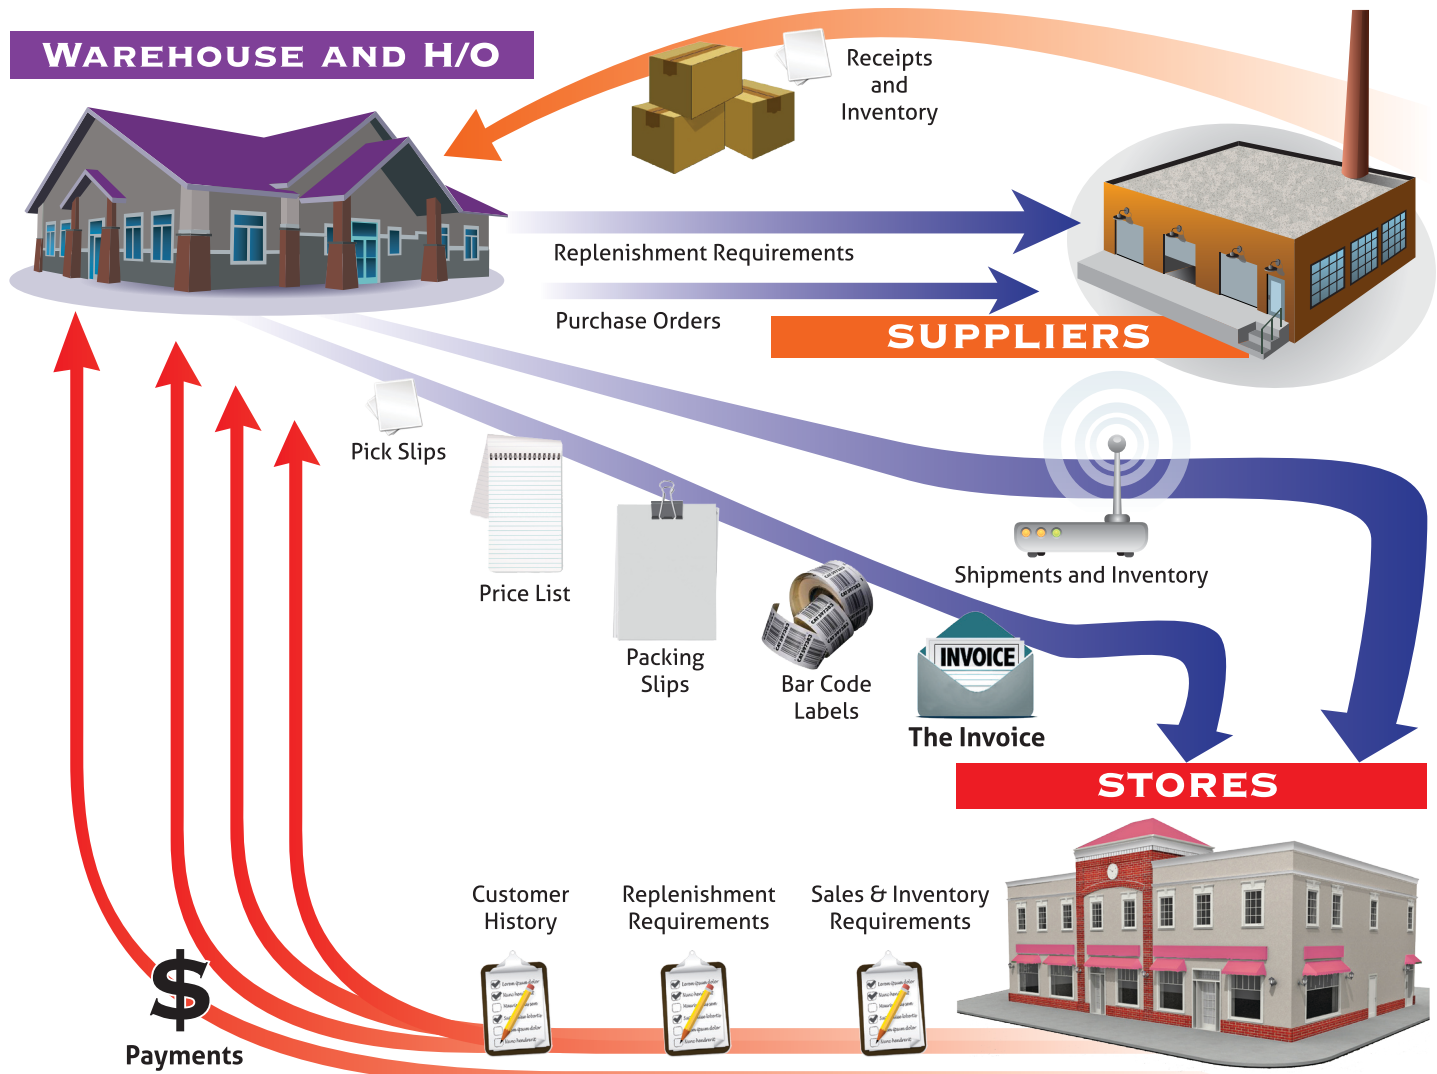 WAREHOUSE AND H/O
Receipts
and
Inventory
Replenishment Requirements
Purchase Orders
SUPPLIERS
Pick Slips
Price List
Packing
Slips
Bar Code
Labels
INVOICE
The Invoice
Shipments and Inventory
STORES
Customer
History
Replenishment
Requirements
Sales & Inventory
Requirements
$
Payments